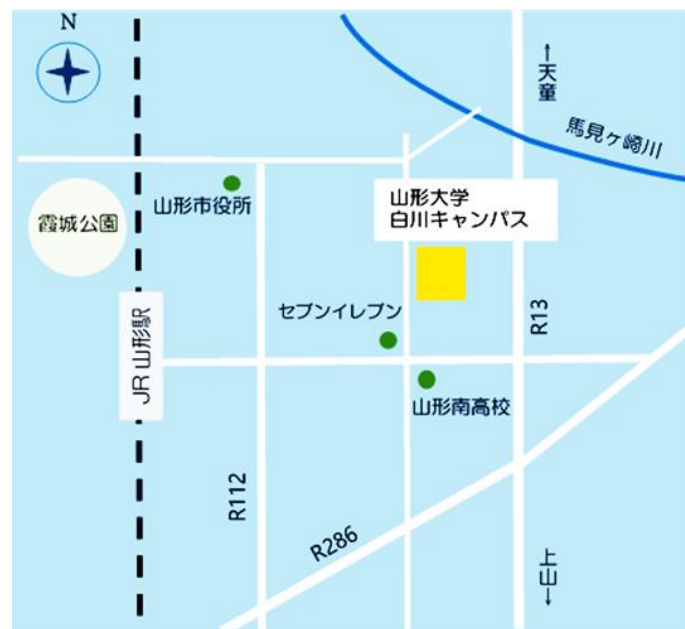 N
↑天童
馬見ヶ崎川
山形大学
白川キャンパス
山形市役所
霞城公園
セブンイレブン
R13
JR 山形駅
山形南高校
R112
R286
上山↓